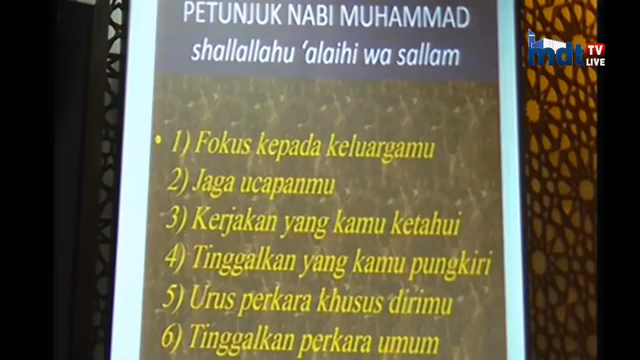 PETUNJUK NABI MUHAMMAD
shallallahu 'alaihi wa sallam
mdt TV
LIVE
• 1) Fokus kepada keluargamu
2) Jaga ucapanmu
3) Kerjakan yang kamu ketahui
4) Tinggalkan yang kamu pungkiri
5) Urus perkara khusus dirimu
6) Tinggalkan perkara umum